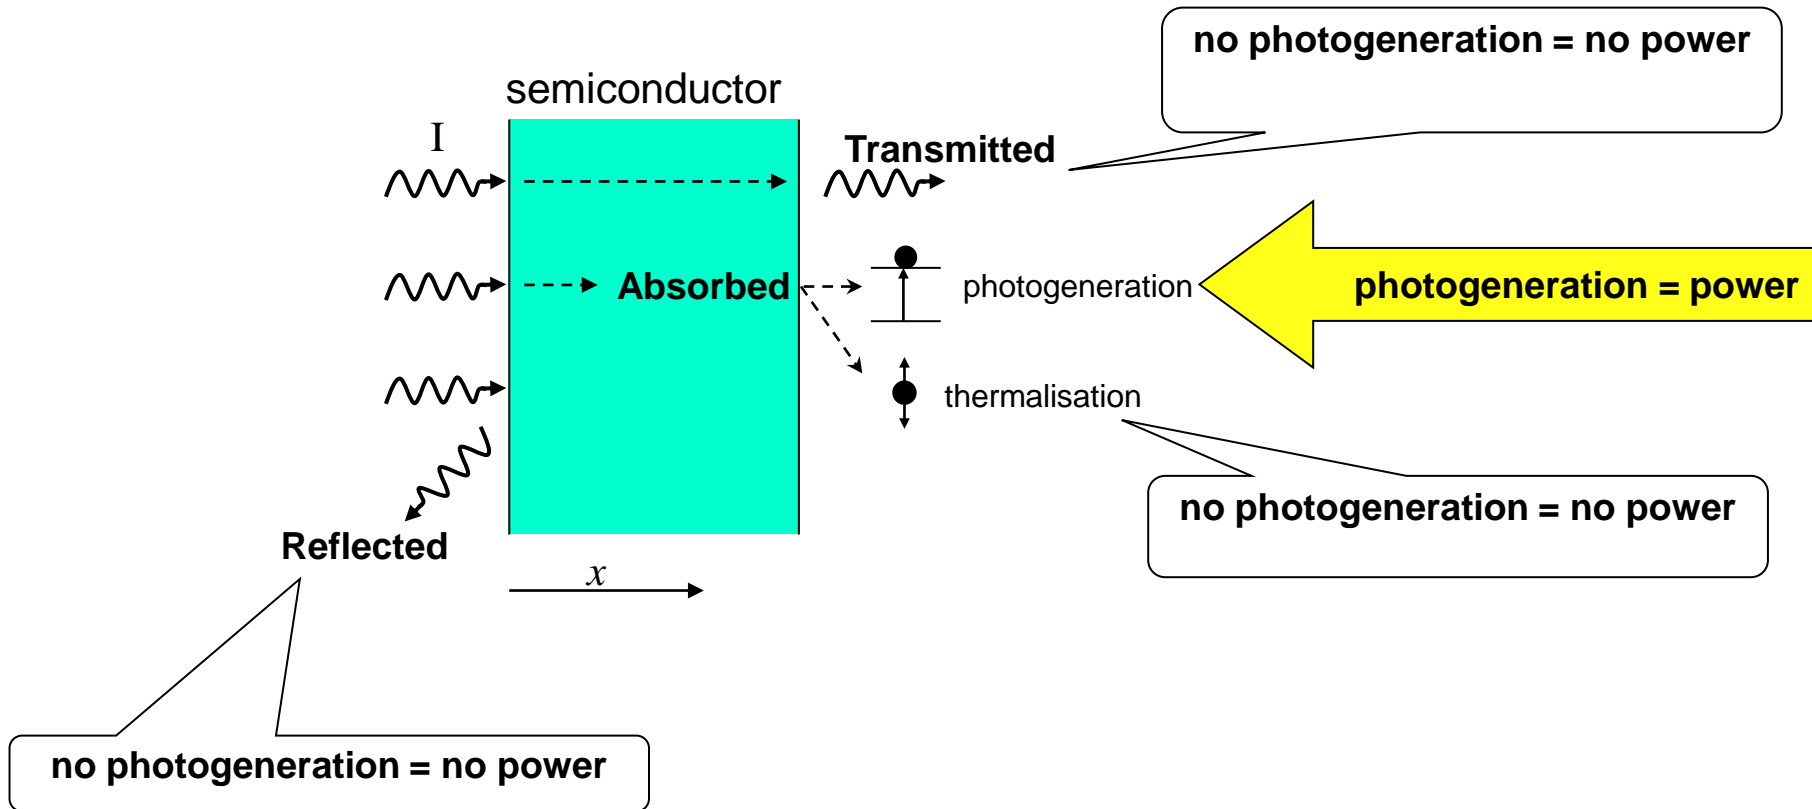 no photogeneration = no power
semiconductor
I
Transmitted
Absorbed
photogeneration
photogeneration = power
thermalisation
no photogeneration = no power
Reflected
x
no photogeneration = no power